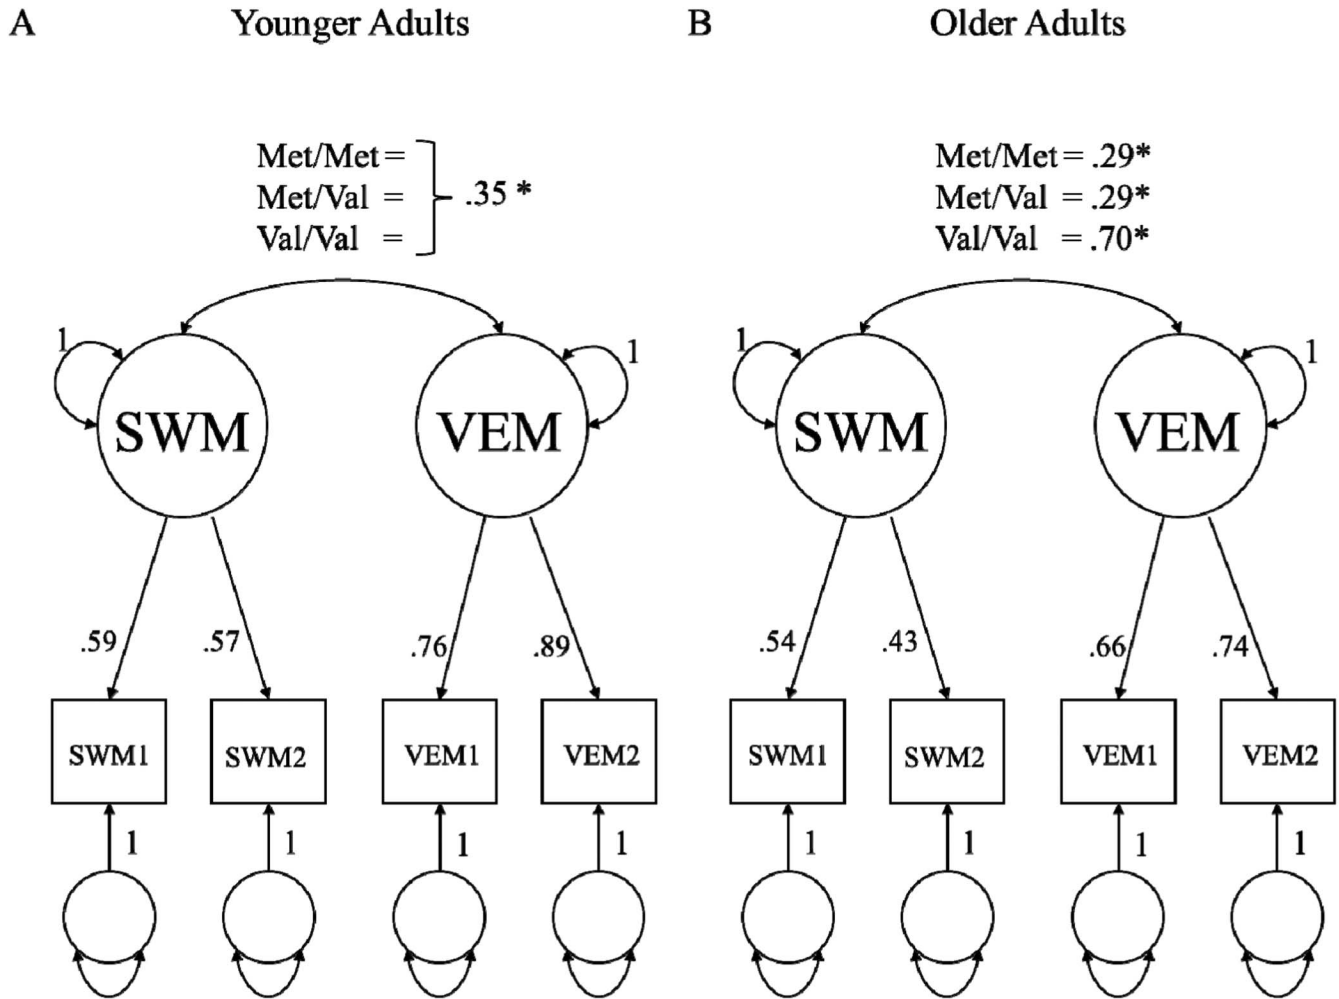 A Younger Adults
Met/Met =
Met/Val =
Val/Val =
.35 *
1
1
SWM
VEM
.59
.57
.76
.89
SWM1
SWM2
VEM1
VEM2
1
1
1
1
B Older Adults
Met/Met = .29*
Met/Val = .29*
Val/Val = .70*
1
1
SWM
VEM
.54
.43
.66
.74
SWM1
SWM2
VEM1
VEM2
1
1
1
1